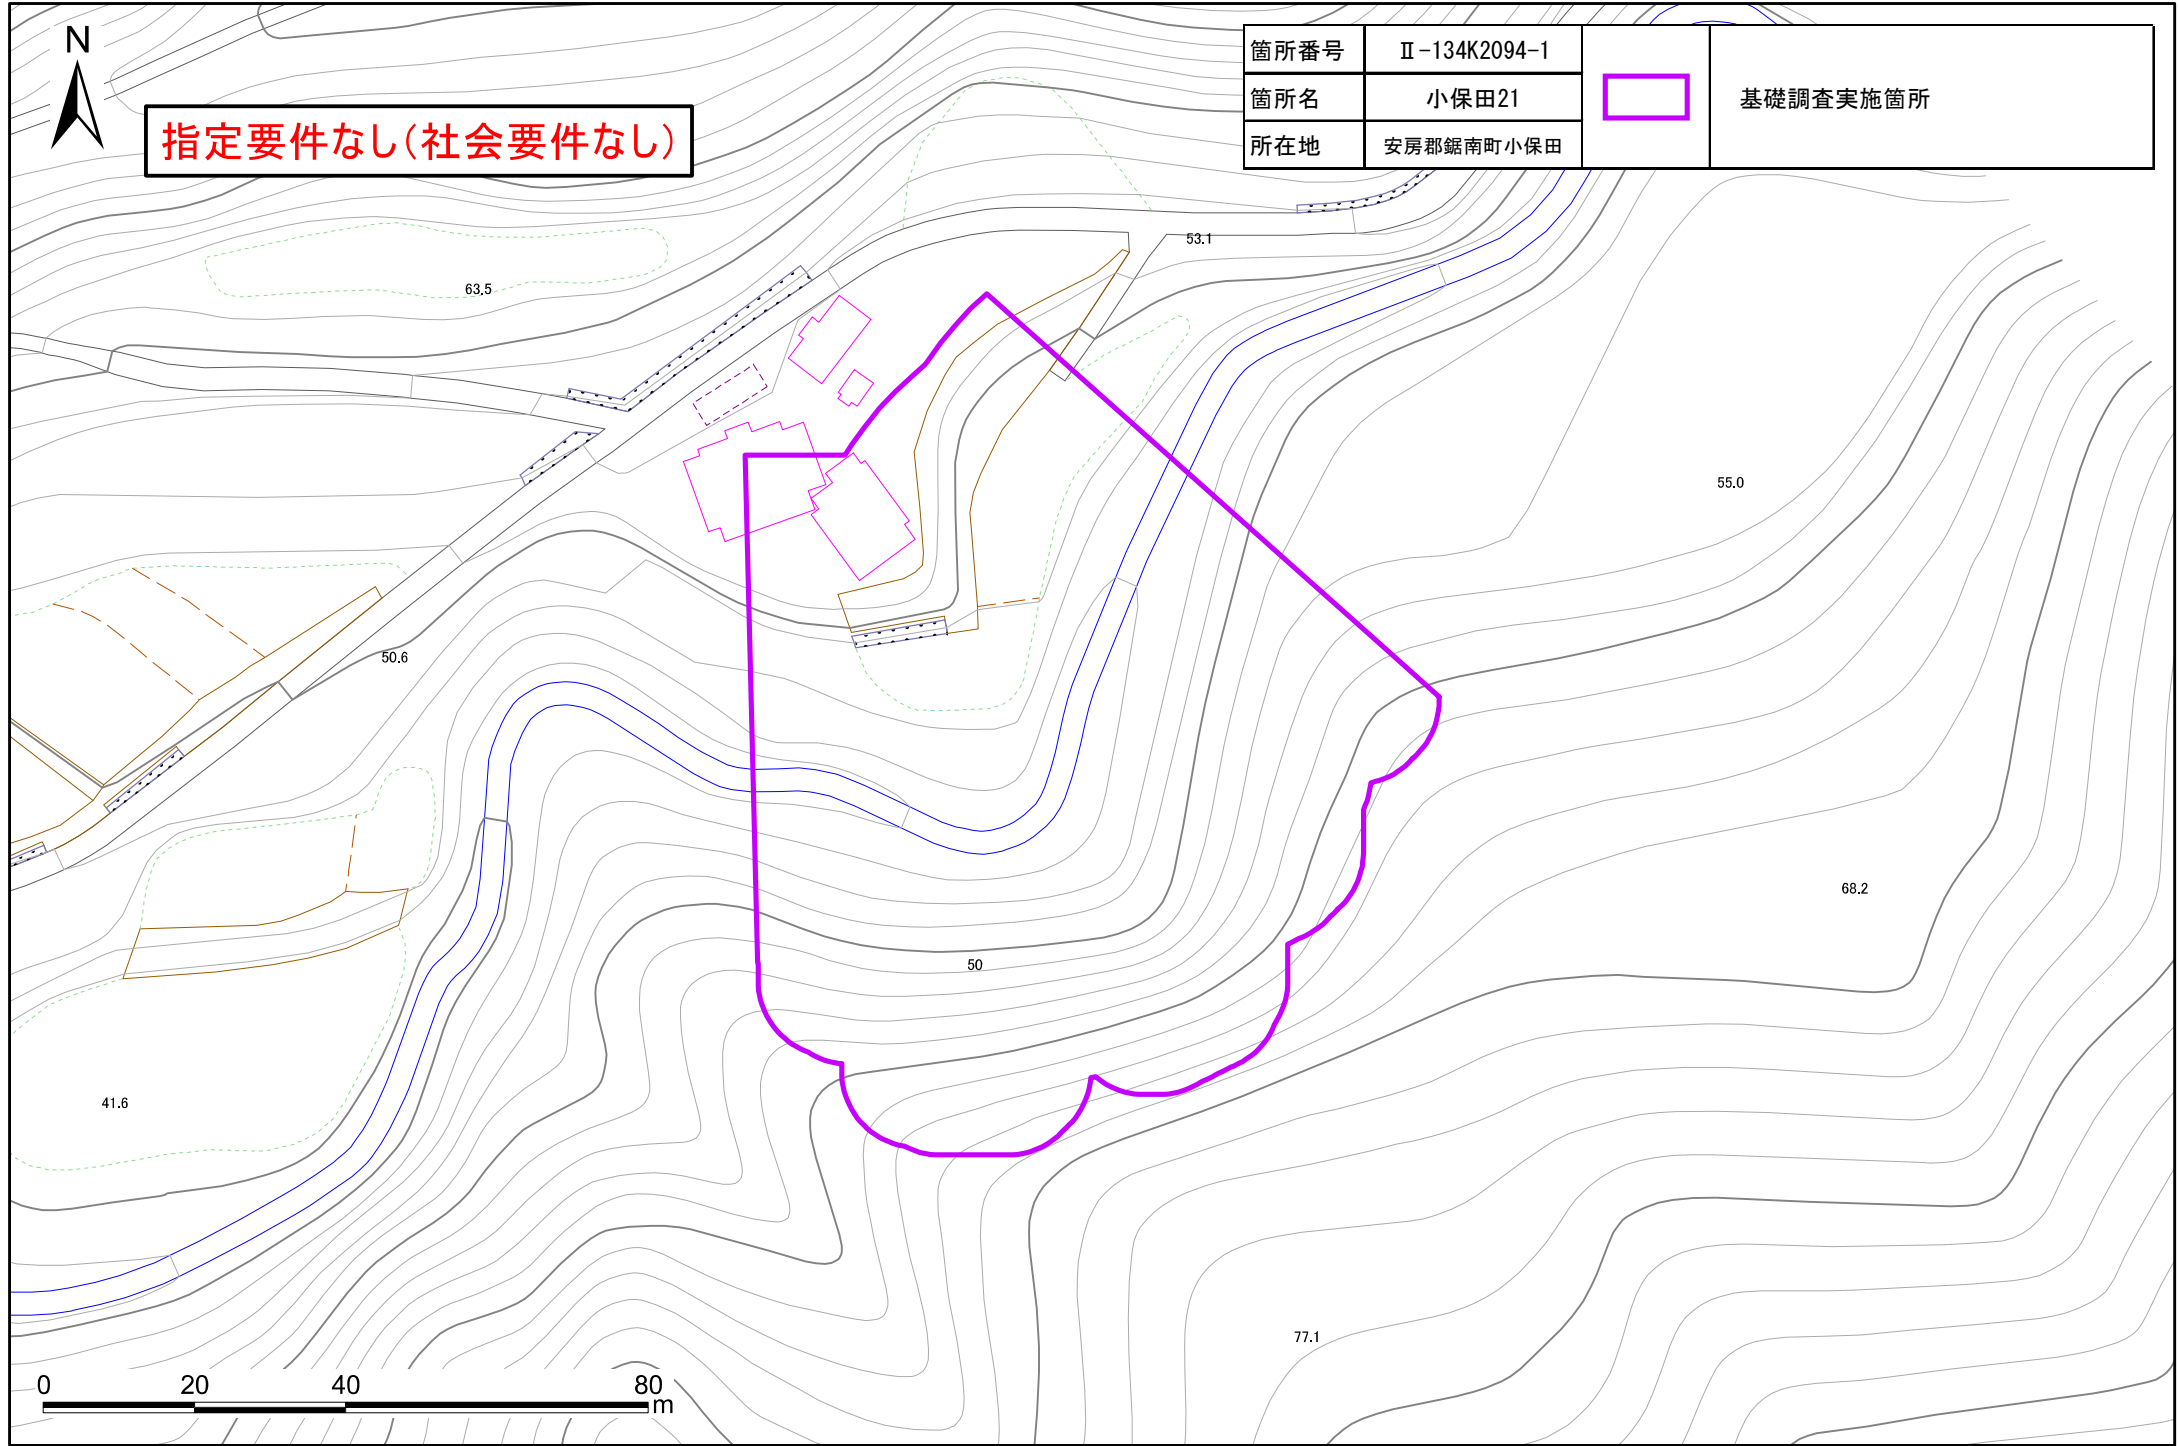 N
指定要件なし(社会要件なし)
箇所番号 Ⅱ-134K2094-1
箇所名 小保田21
所在地 安房郡鋸南町小保田
基礎調査実施箇所
53.1
63.5
55.0
50.6
68.2
50
41.6
77.1
0 20 40 80
m